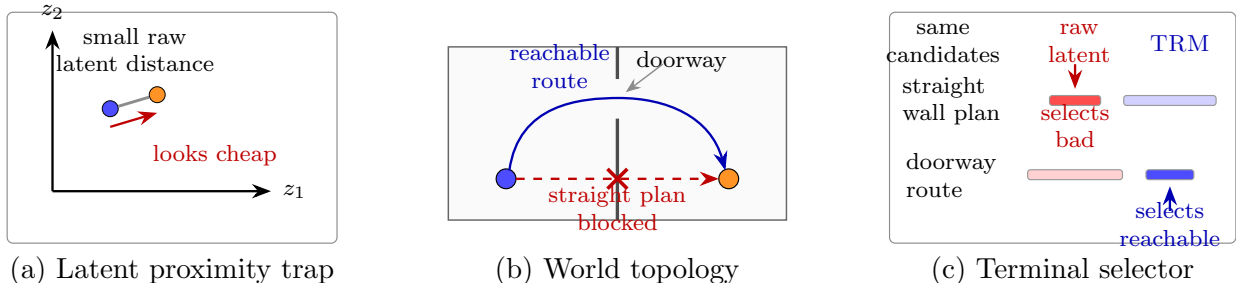 z₂
small raw
latent distance
looks cheap
z₁
(a) Latent proximity trap
reachable
route
doorway
straight plan
blocked
(b) World topology
same
candidates
raw
latent
TRM
straight
wall plan
selects
bad
doorway
route
selects
reachable
(c) Terminal selector